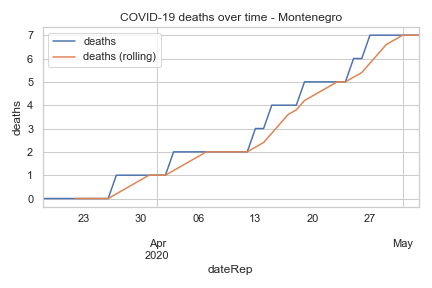 COVID-19 deaths over time - Montenegro
deaths
deaths (rolling)
deaths
7
6
5
4
3
2
1
0
23 30 06 13 20 27
Apr May
2020
dateRep